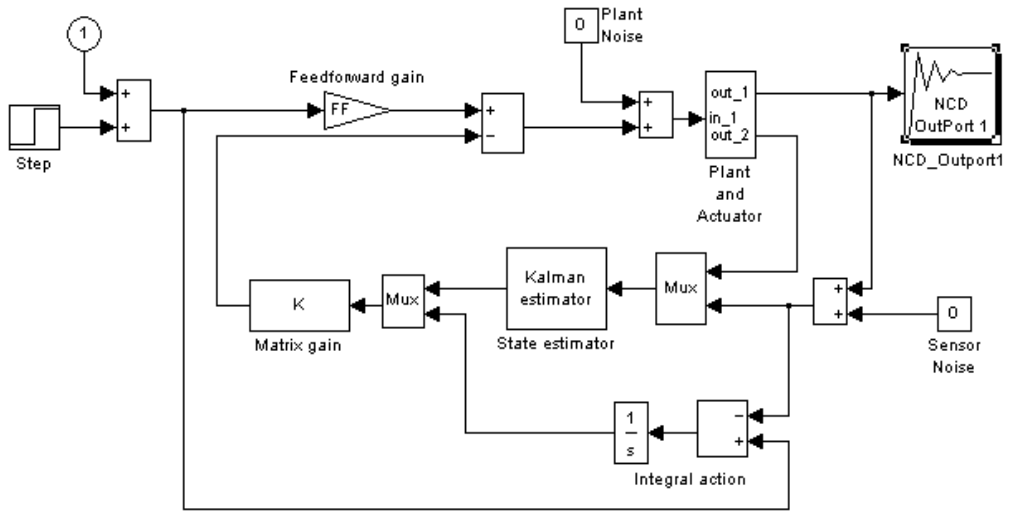 1
+
+
Step
Feedforward gain
FF
+
−
0
Plant
Noise
+
+
out_1
in_1
out_2
Plant
and
Actuator
NCD
OutPort 1
NCD_Outport1
K
Matrix gain
Mux
Kalman
estimator
State estimator
Mux
+
+
0
Sensor
Noise
1
s
−
+
Integral action